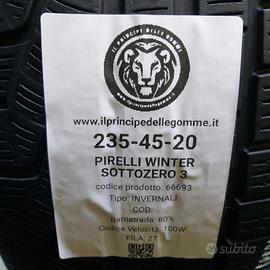 IL PRINCIPE DELLE GOMME
www.ilprincipedellegomme.it
235-45-20
PIRELLI WINTER
SOTTOZERO 3
codice prodotto: 66693
Tipo: INVERNALI
COD:
Battistrada: 80%
Codice Velocità: 100W
FILA: 27
subito